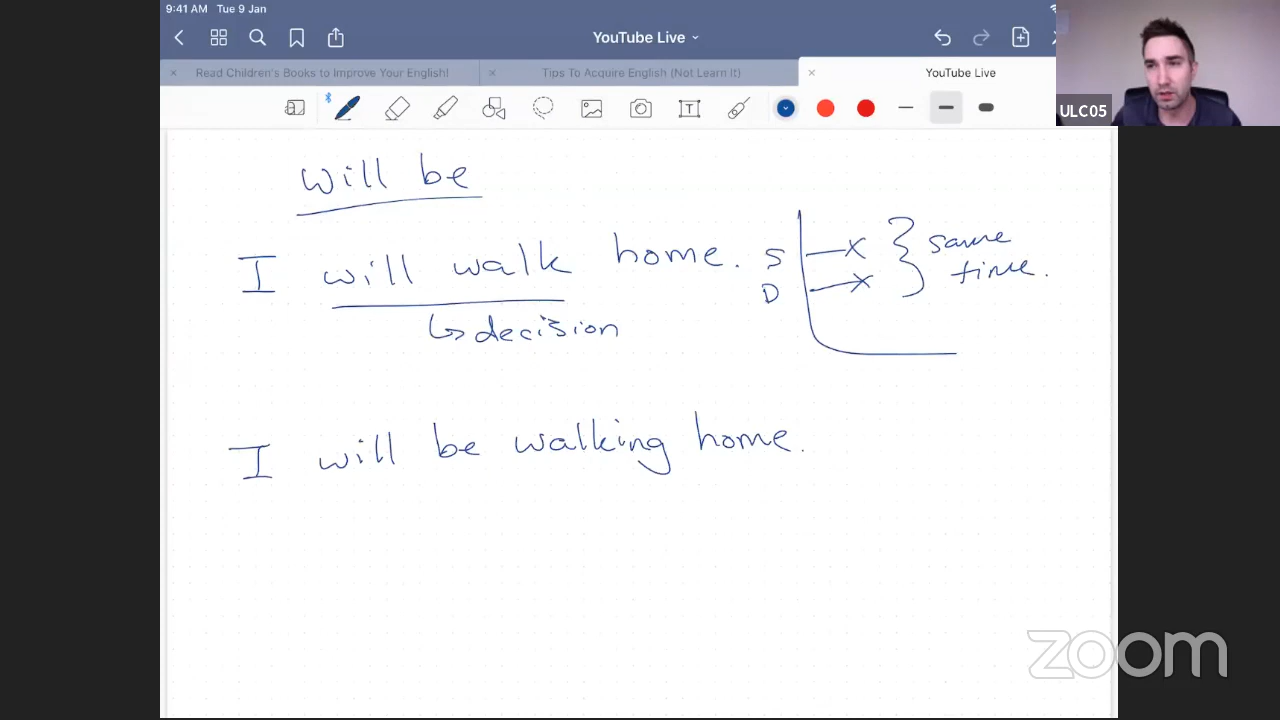 9:41 AM Tue 9 Jan
YouTube Live
Read Children's Books to Improve Your English!
Tips To Acquire English (Not Learn It)
YouTube Live
T
ULC05
will be
I will walk home.
S x } same
D x time.
↳ decision
I will be walking home.
zoom